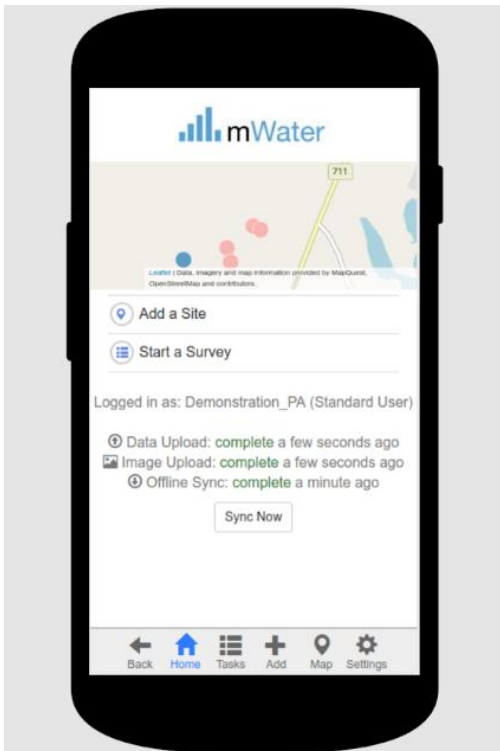 mWater
711
Leaflet | Data, imagery and map information provided by MapQuest,
OpenStreetMap and contributors.
Add a Site
Start a Survey
Logged in as: Demonstration_PA (Standard User)
Data Upload: complete a few seconds ago
Image Upload: complete a few seconds ago
Offline Sync: complete a minute ago
Sync Now
Back Home Tasks Add Map Settings